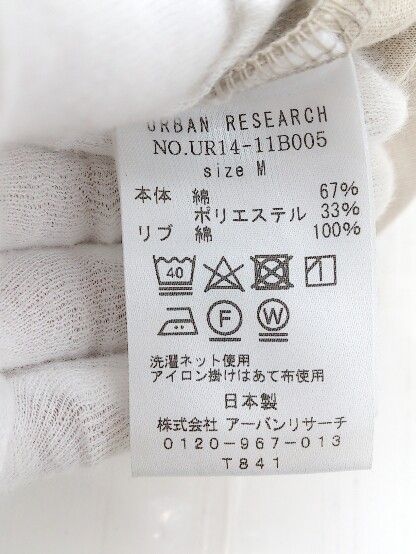 URBAN RESEARCH
NO.UR14-11B005
size M
本体 綿 67%
ポリエステル 33%
リブ 綿 100%
40
F W
洗濯ネット使用
アイロン掛けはあて布使用
日本製
株式会社 アーバンリサーチ
0120-967-013
T841